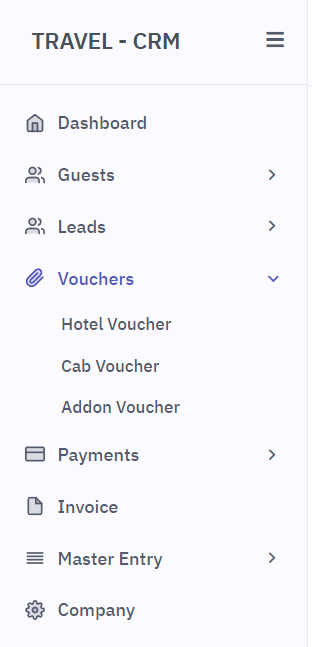 TRAVEL - CRM
Dashboard
Guests
Leads
Vouchers
Hotel Voucher
Cab Voucher
Addon Voucher
Payments
Invoice
Master Entry
Company